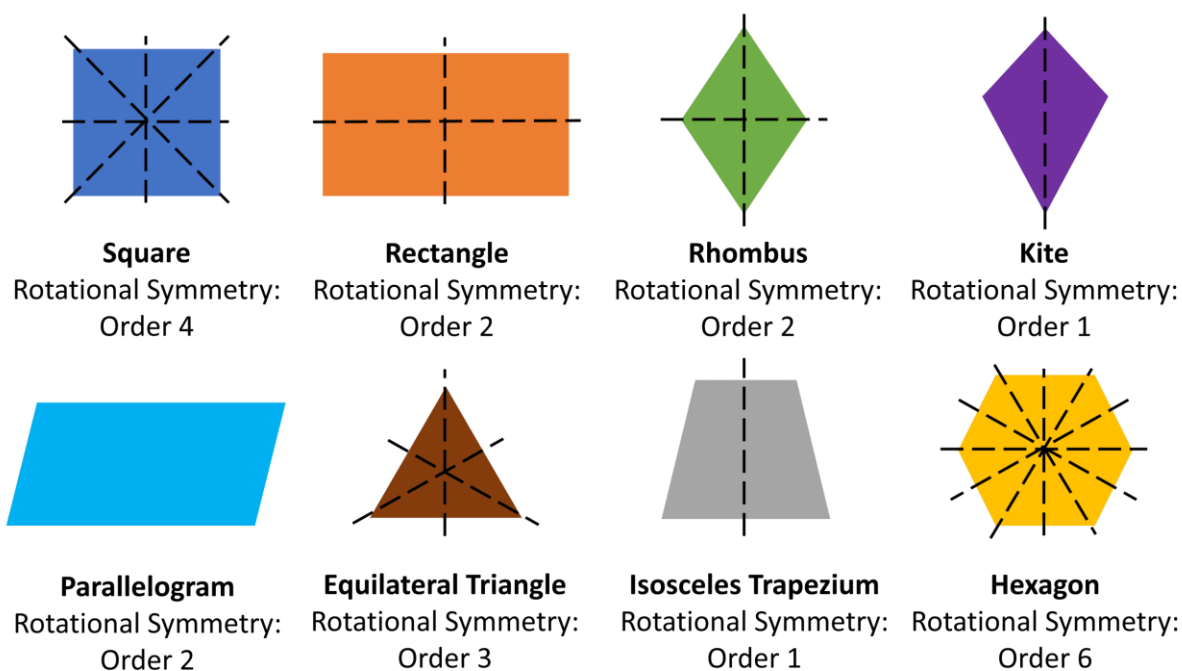 Square
Rotational Symmetry:
Order 4
Rectangle
Rotational Symmetry:
Order 2
Rhombus
Rotational Symmetry:
Order 2
Kite
Rotational Symmetry:
Order 1
Parallelogram
Rotational Symmetry:
Order 2
Equilateral Triangle
Rotational Symmetry:
Order 3
Isosceles Trapezium
Rotational Symmetry:
Order 1
Hexagon
Rotational Symmetry:
Order 6